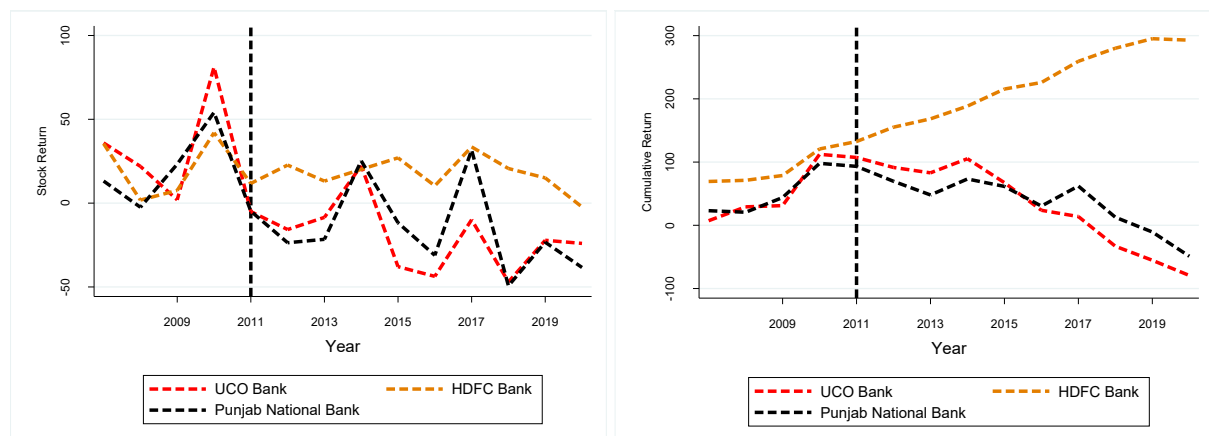 Stock Return
100
50
0
-50
2009 2011 2013 2015 2017 2019
Year
UCO Bank HDFC Bank
Punjab National Bank
Cumulative Return
300
200
100
0
-100
2009 2011 2013 2015 2017 2019
Year
UCO Bank HDFC Bank
Punjab National Bank